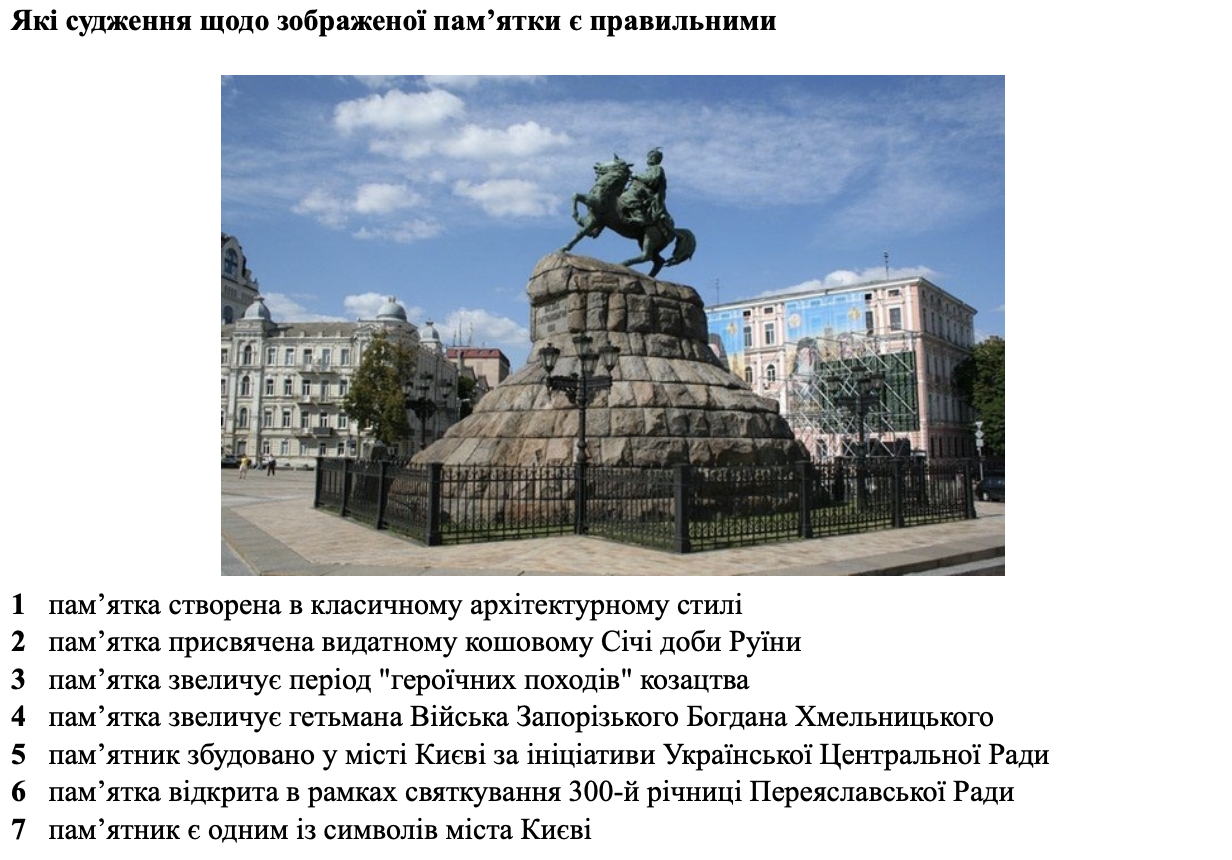 Які судження щодо зображеної пам’ятки є правильними
1 пам’ятка створена в класичному архітектурному стилі
2 пам’ятка присвячена видатному кошовому Січі доби Руїни
3 пам’ятка звеличує період "героїчних походів" козацтва
4 пам’ятка звеличує гетьмана Війська Запорізького Богдана Хмельницького
5 пам’ятник збудовано у місті Києві за ініціативи Української Центральної Ради
6 пам’ятка відкрита в рамках святкування 300-й річниці Переяславської Ради
7 пам’ятник є одним із символів міста Києві